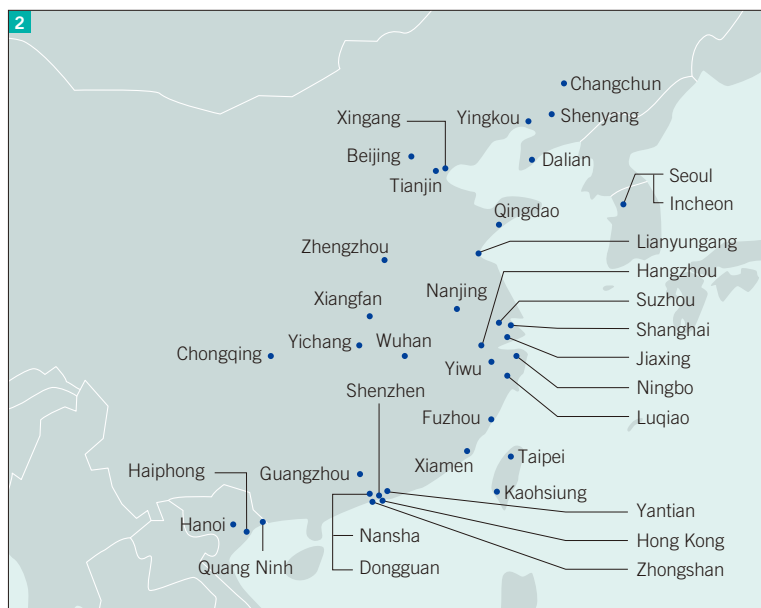 2
Changchun
Xingang
Yingkou
Shenyang
Beijing
Dalian
Tianjin
Seoul
Incheon
Qingdao
Lianyungang
Zhengzhou
Hangzhou
Nanjing
Suzhou
Xiangfan
Shanghai
Yichang
Wuhan
Chongqing
Jiaxing
Yiwu
Ningbo
Shenzhen
Luqiao
Fuzhou
Xiamen
Taipei
Haiphong
Guangzhou
Kaohsiung
Yantian
Hanoi
Nansha
Hong Kong
Quang Ninh
Dongguan
Zhongshan